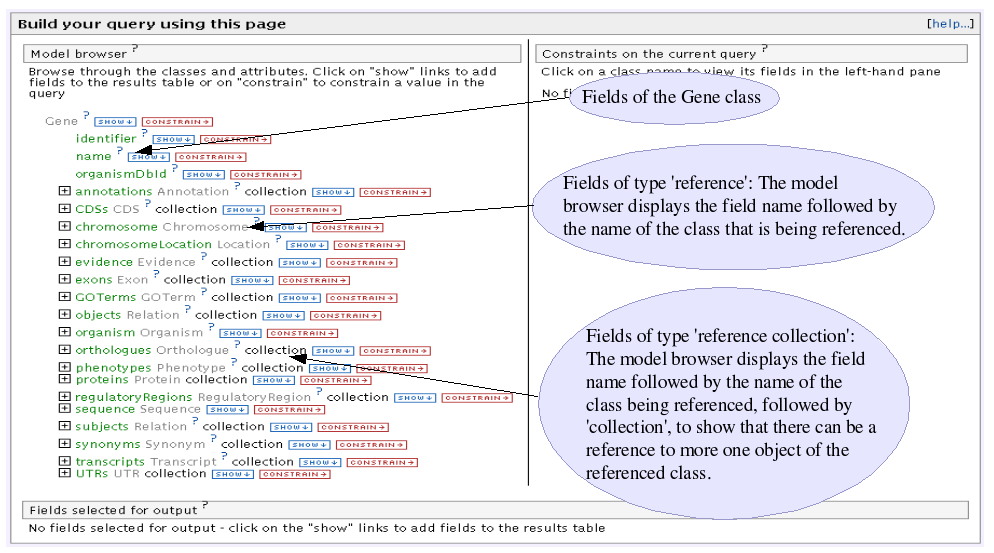 Build your query using this page [help...]
Model browser ?
Browse through the classes and attributes. Click on "show" links to add
fields to the results table or on "constrain" to constrain a value in the
query
Gene ? SHOW↓ CONSTRAIN→
identifier ? SHOW↓ CONSTRAIN→
name ? SHOW↓ CONSTRAIN→
organismDbId ? SHOW↓ CONSTRAIN→
annotations Annotation ? collection SHOW↓ CONSTRAIN→
CDSs CDS ? collection SHOW↓ CONSTRAIN→
chromosome Chromosome ? SHOW↓ CONSTRAIN→
chromosomeLocation Location ? SHOW↓ CONSTRAIN→
evidence Evidence ? collection SHOW↓ CONSTRAIN→
exons Exon ? collection SHOW↓ CONSTRAIN→
GOTerms GOTerm ? collection SHOW↓ CONSTRAIN→
objects Relation ? collection SHOW↓ CONSTRAIN→
organism Organism ? SHOW↓ CONSTRAIN→
orthologues Orthologue ? collection SHOW↓ CONSTRAIN→
phenotypes Phenotype ? collection SHOW↓ CONSTRAIN→
proteins Protein collection SHOW↓ CONSTRAIN→
regulatoryRegions RegulatoryRegion ? collection SHOW↓ CONSTRAIN→
sequence Sequence SHOW↓ CONSTRAIN→
subjects Relation ? collection SHOW↓ CONSTRAIN→
synonyms Synonym ? collection SHOW↓ CONSTRAIN→
transcripts Transcript ? collection SHOW↓ CONSTRAIN→
UTRs UTR collection SHOW↓ CONSTRAIN→
Constraints on the current query ?
Click on a class name to view its fields in the left-hand pane
No
Fields of the Gene class
Fields of type 'reference': The model
browser displays the field name followed by
the name of the class that is being referenced.
Fields of type 'reference collection':
The model browser displays the field
name followed by the name of the
class being referenced, followed by
'collection', to show that there can be a
reference to more one object of the
referenced class.
Fields selected for output ?
No fields selected for output - click on the "show" links to add fields to the results table